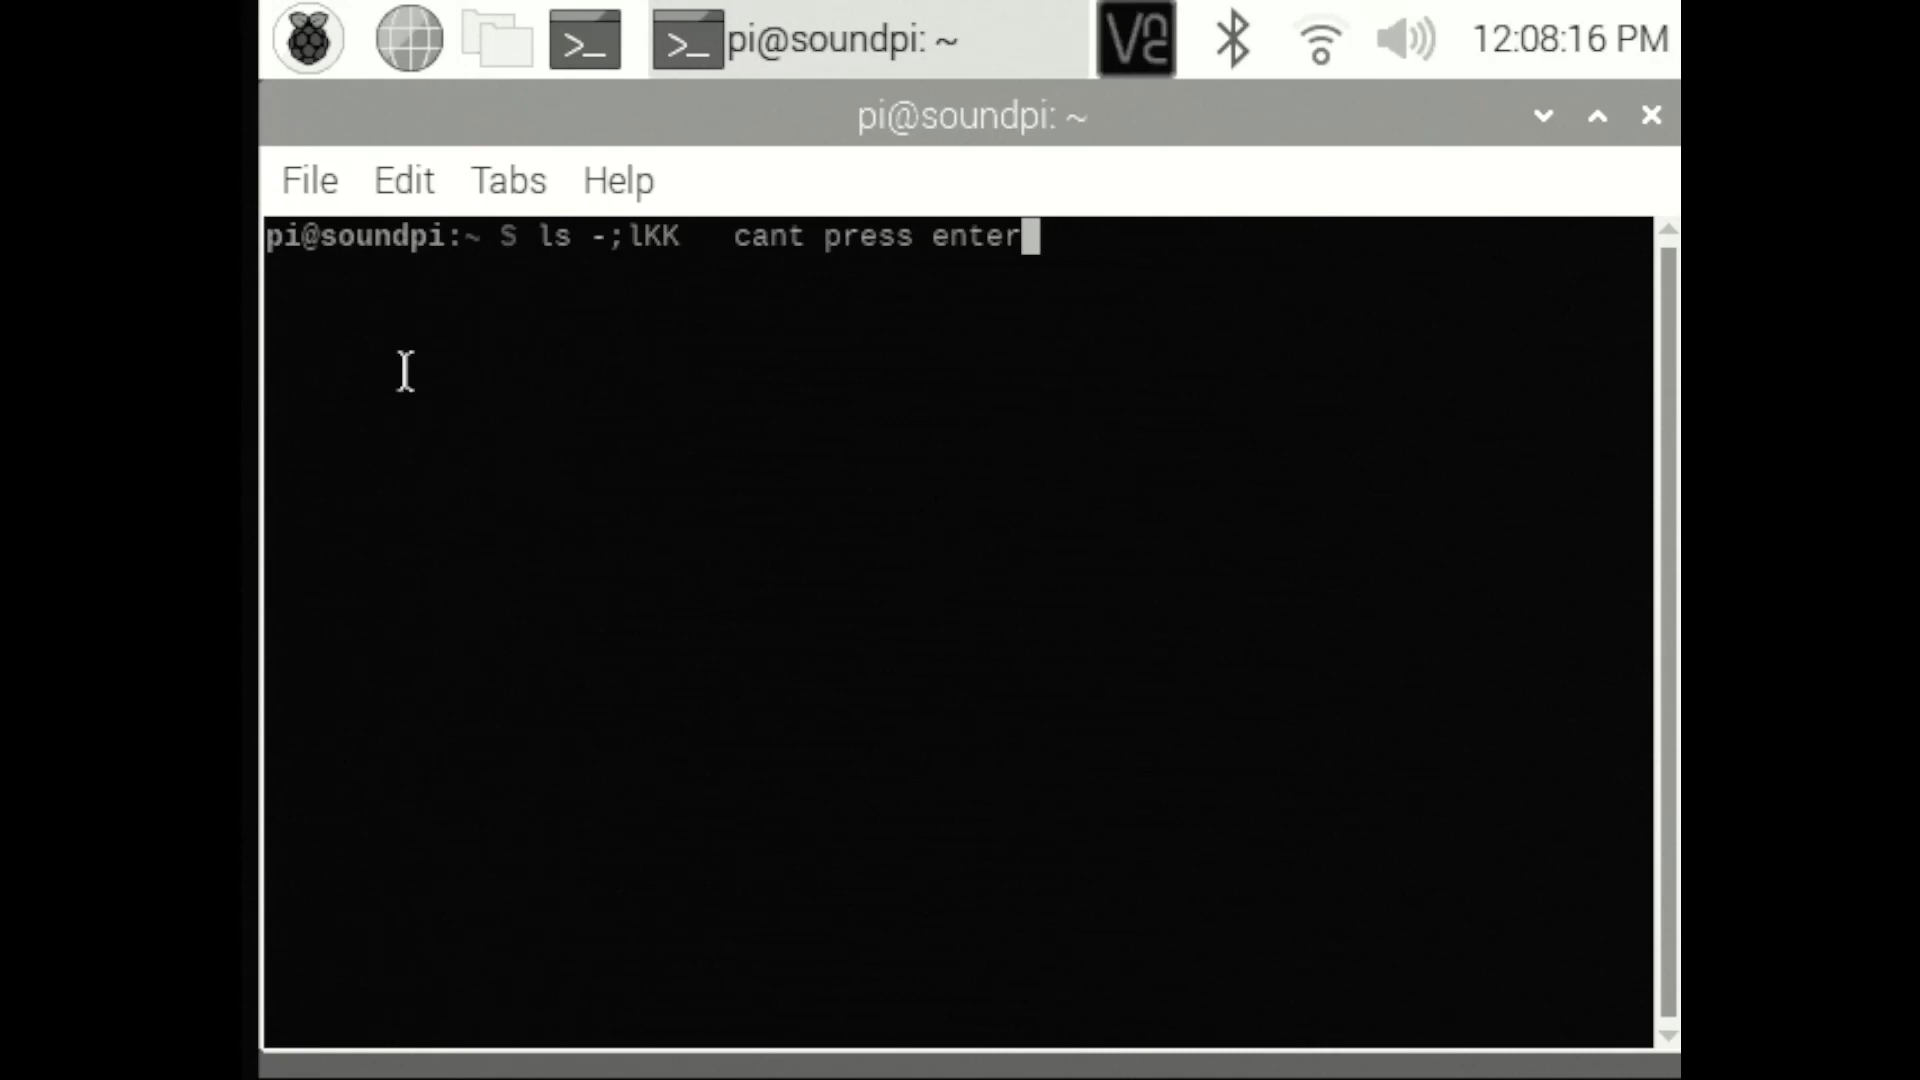 pi@soundpi: ~
VNC
12:08:16 PM
pi@soundpi: ~
File Edit Tabs Help
pi@soundpi:~ $ ls -;lKK   cant press enter